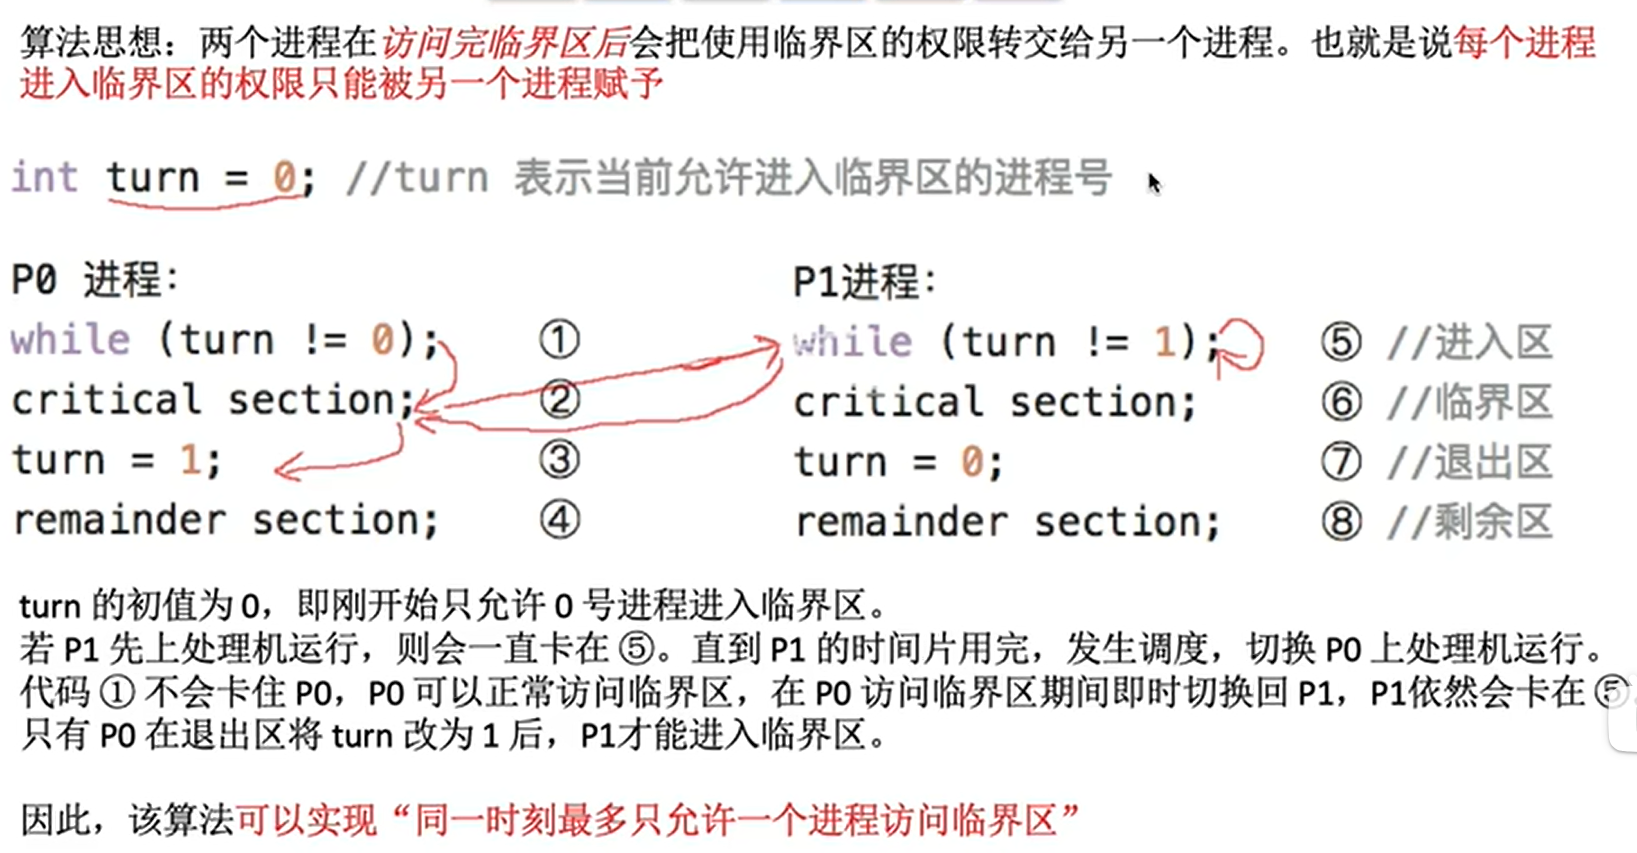 算法思想：两个进程在访问完临界区后会把使用临界区的权限转交给另一个进程。也就是说每个进程
进入临界区的权限只能被另一个进程赋予
int turn = 0; //turn 表示当前允许进入临界区的进程号
P0 进程： P1进程：
while (turn != 0); ① while (turn != 1); ⑤ //进入区
critical section; ② critical section; ⑥ //临界区
turn = 1; ③ turn = 0; ⑦ //退出区
remainder section; ④ remainder section; ⑧ //剩余区
turn 的初值为 0，即刚开始只允许 0 号进程进入临界区。
若 P1 先上处理机运行，则会一直卡在 ⑤。直到 P1 的时间片用完，发生调度，切换 P0 上处理机运行。
代码 ① 不会卡住 P0，P0 可以正常访问临界区，在 P0 访问临界区期间即时切换回 P1，P1依然会卡在 ⑤
只有 P0 在退出区将 turn 改为 1 后，P1才能进入临界区。
因此，该算法可以实现“同一时刻最多只允许一个进程访问临界区”